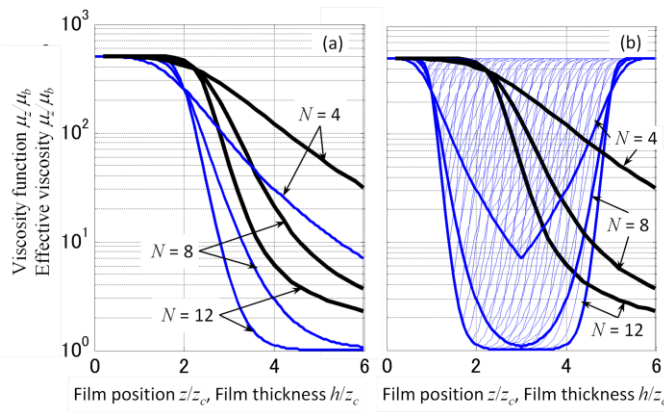 Viscosity function μz/μb
Effective viscosity μ̄z/μb
10³
10²
10¹
10⁰
(a)
N = 4
N = 8
N = 12
0
2
4
6
Film position z/zc, Film thickness h/zc
(b)
N = 4
N = 8
N = 12
0
2
4
6
Film position z/zc, Film thickness h/zc